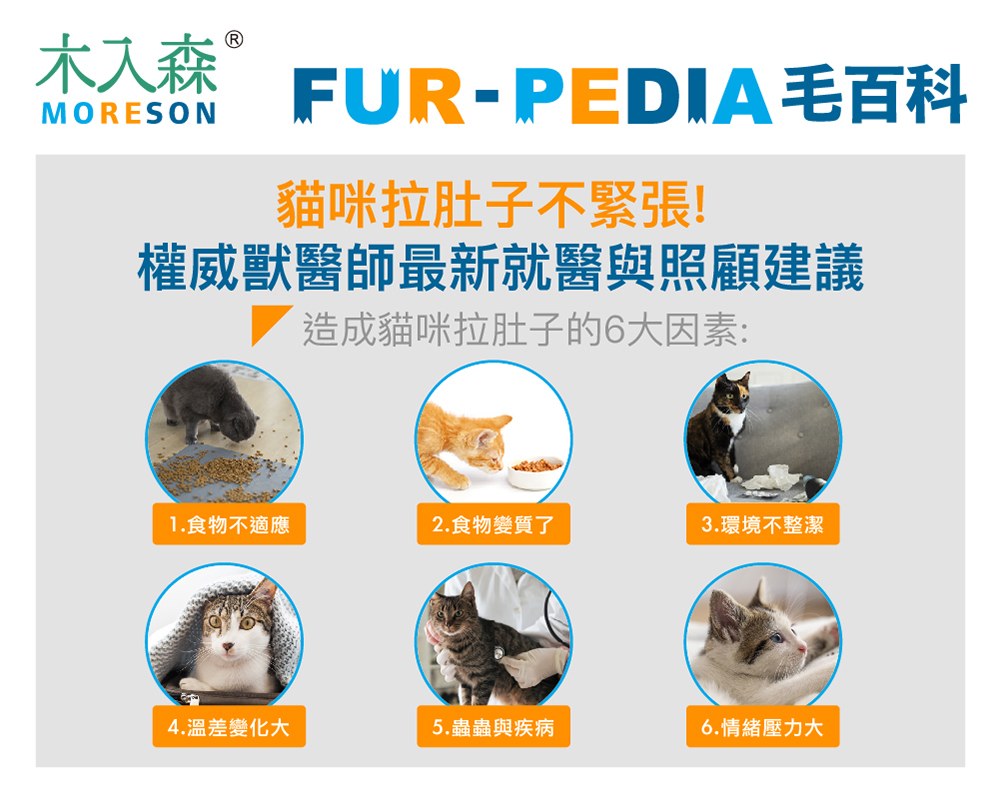 木入森®
MORESON
FUR-PEDIA毛百科
貓咪拉肚子不緊張!
權威獸醫師最新就醫與照顧建議
造成貓咪拉肚子的6大因素:
1.食物不適應
2.食物變質了
3.環境不整潔
4.溫差變化大
5.蟲蟲與疾病
6.情緒壓力大